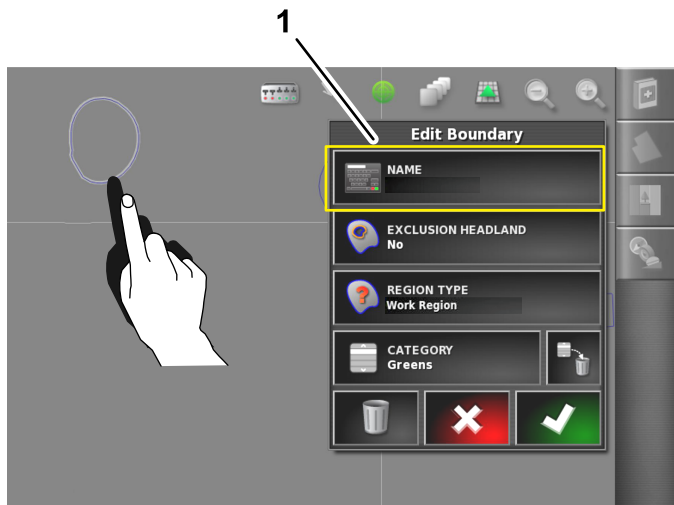 1
Edit Boundary
NAME
EXCLUSION HEADLAND
No
REGION TYPE
Work Region
CATEGORY
Greens